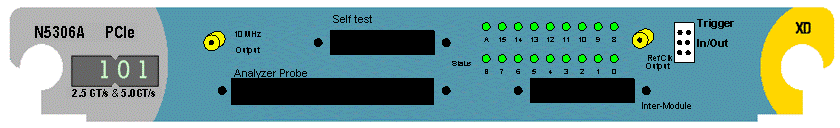 N5306A PCIe
101
2.5 GT/s & 5.0GT/s
10 MHz
Output
Self test
Analyzer Probe
Status
A 15 14 13 12 11 10 9 8
B 7 6 5 4 3 2 1 0
RefClk
Output
Trigger
In/Out
Inter-Module
XD